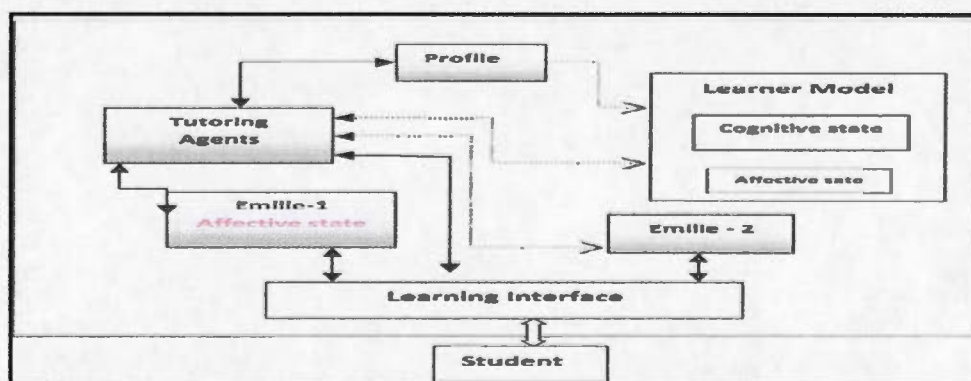 Profile
Learner Model
Tutoring
Agents
Cognitive state
Affective sate
Emilie-1
Affective state
Emilie - 2
Learning Interface
Student